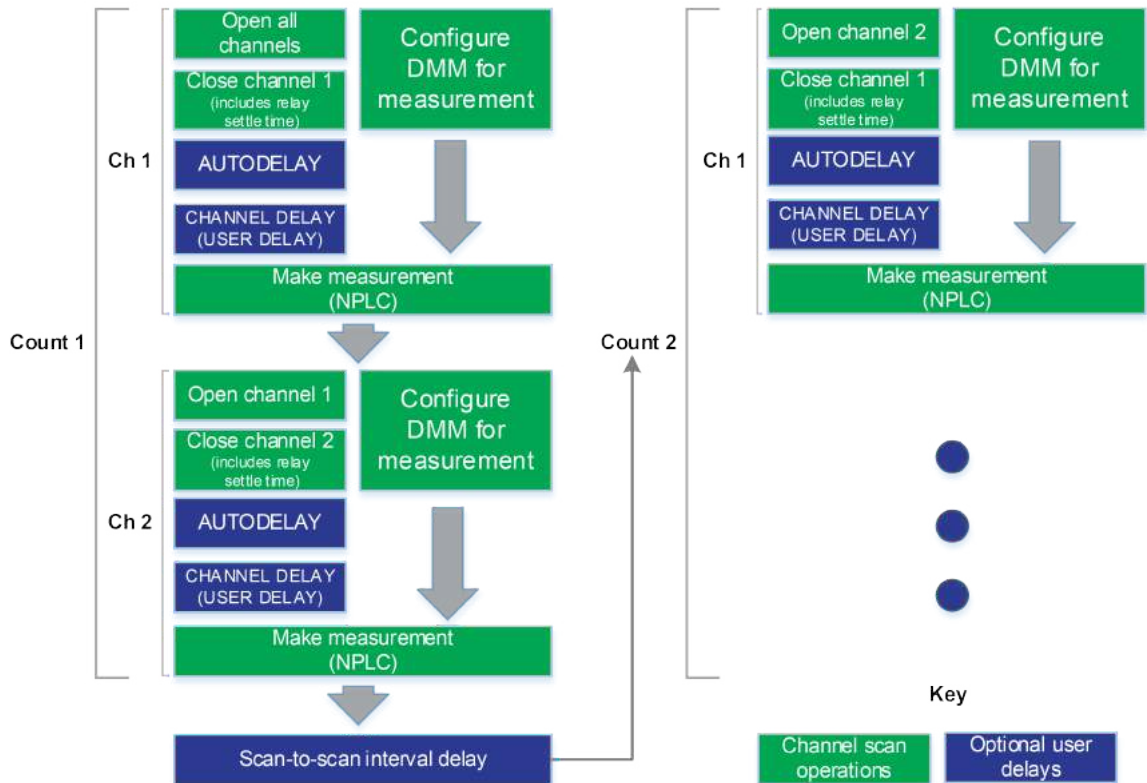 Count 1
Ch 1
Open all
channels
Close channel 1
(includes relay
settle time)
AUTODELAY
CHANNEL DELAY
(USER DELAY)
Configure
DMM for
measurement
Make measurement
(NPLC)
Ch 2
Open channel 1
Close channel 2
(includes relay
settle time)
AUTODELAY
CHANNEL DELAY
(USER DELAY)
Configure
DMM for
measurement
Make measurement
(NPLC)
Scan-to-scan interval delay
Count 2
Ch 1
Open channel 2
Close channel 1
(includes relay
settle time)
AUTODELAY
CHANNEL DELAY
(USER DELAY)
Configure
DMM for
measurement
Make measurement
(NPLC)
Key
Channel scan
operations
Optional user
delays